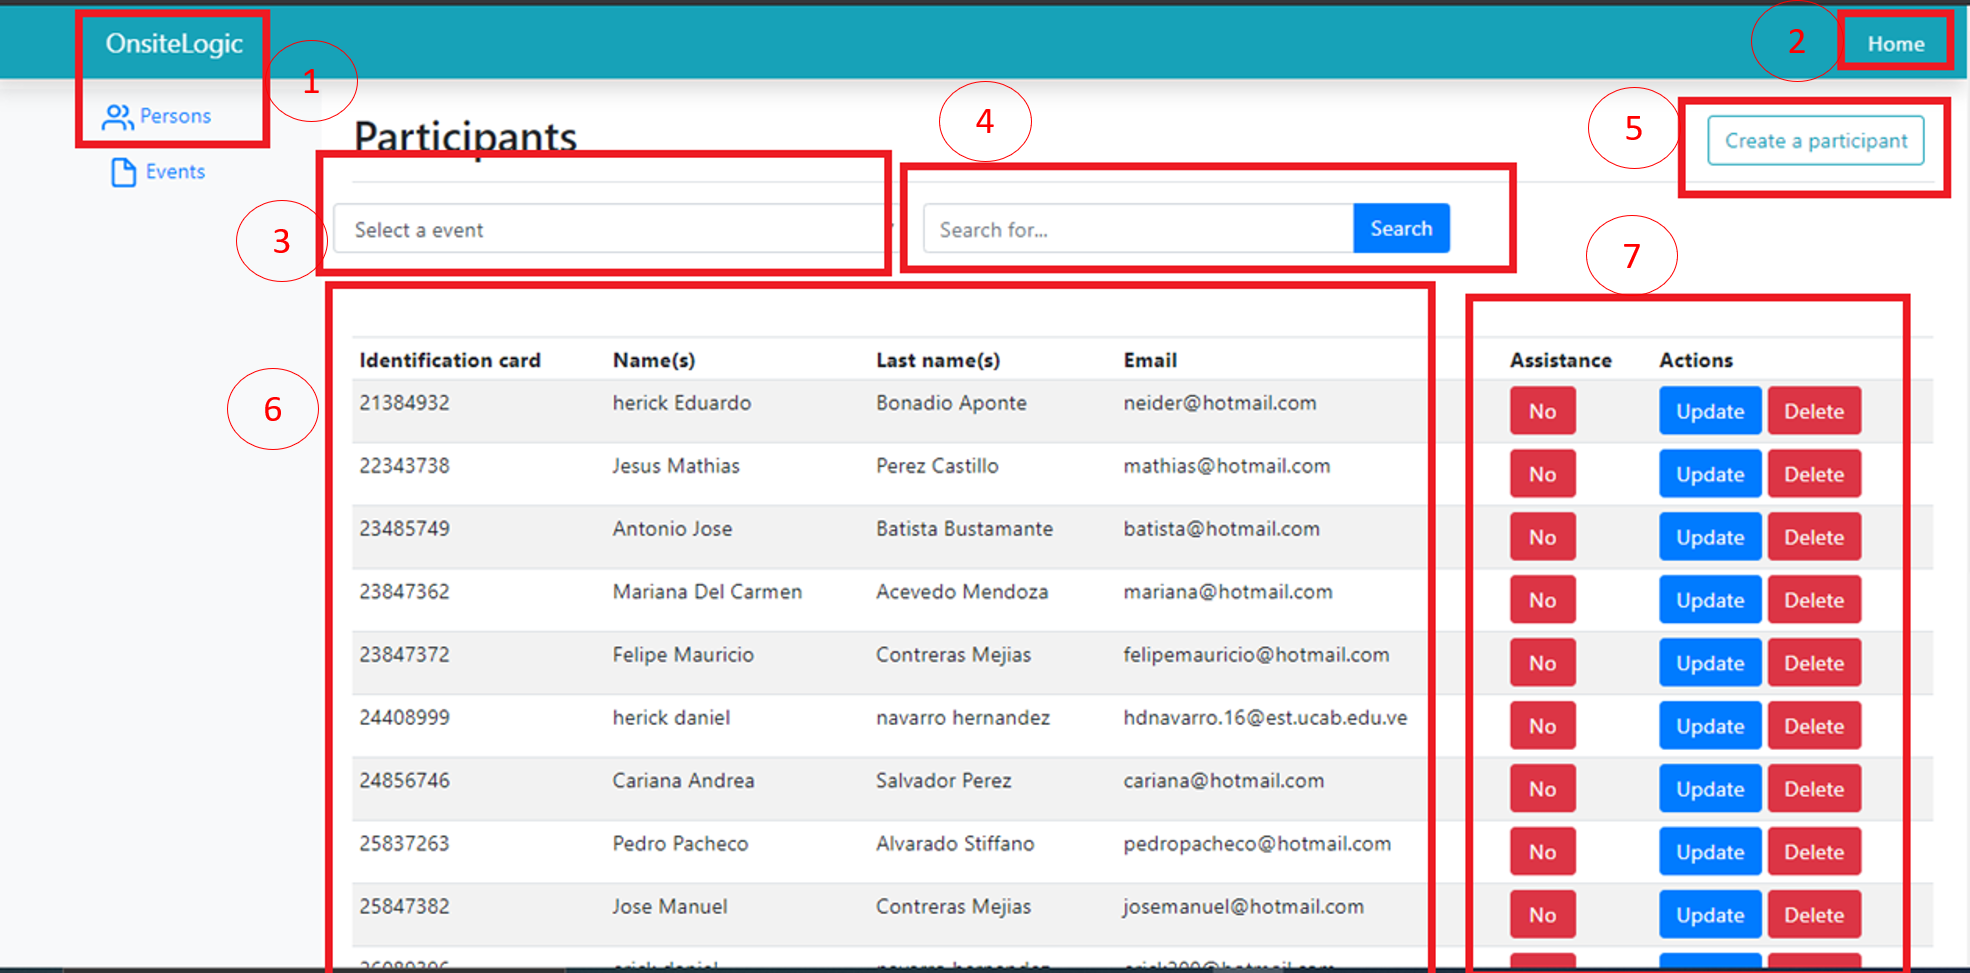 OnsiteLogic
1
2
Home
Persons
Events
Participants
4
5
Create a participant
3
Select a event
Search for...
Search
7
6
Identification card Name(s) Last name(s) Email Assistance Actions
21384932 herick Eduardo Bonadio Aponte neider@hotmail.com No Update Delete
22343738 Jesus Mathias Perez Castillo mathias@hotmail.com No Update Delete
23485749 Antonio Jose Batista Bustamante batista@hotmail.com No Update Delete
23847362 Mariana Del Carmen Acevedo Mendoza mariana@hotmail.com No Update Delete
23847372 Felipe Mauricio Contreras Mejias felipemauricio@hotmail.com No Update Delete
24408999 herick daniel navarro hernandez hdnavarro.16@est.ucab.edu.ve No Update Delete
24856746 Cariana Andrea Salvador Perez cariana@hotmail.com No Update Delete
25837263 Pedro Pacheco Alvarado Stiffano pedropacheco@hotmail.com No Update Delete
25847382 Jose Manuel Contreras Mejias josemanuel@hotmail.com No Update Delete